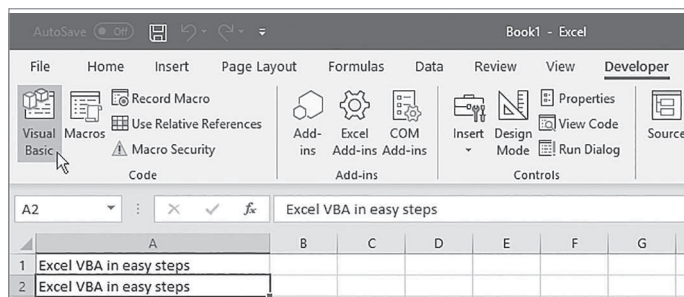 AutoSave Off Book1 - Excel
File Home Insert Page Layout Formulas Data Review View Developer
Visual Basic
Macros
Record Macro
Use Relative References
Macro Security
Code
Add-ins
Excel Add-ins
COM Add-ins
Add-ins
Insert
Design Mode
Properties
View Code
Run Dialog
Controls
Source
A2 fx Excel VBA in easy steps
A B C D E F G
1 Excel VBA in easy steps
2 Excel VBA in easy steps